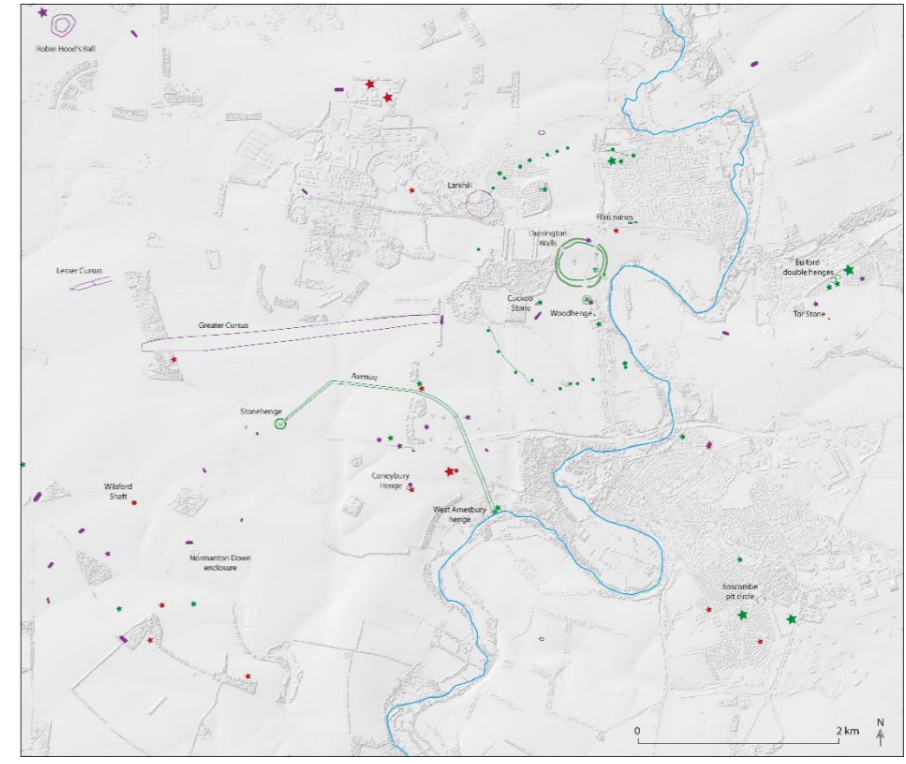 Robin Hood's Ball
Larkhill
Flint mines
Durrington
Walls
Bulford
double henges
Lesser Cursus
Cuckoo
Stone
Woodhenge
Tor Stone
Greater Cursus
Avenue
Stonehenge
Coneybury
Henge
Wilsford
Shaft
West Amesbury
henge
Normanton Down
enclosure
Boscombe
pit circle
0
2 km
N